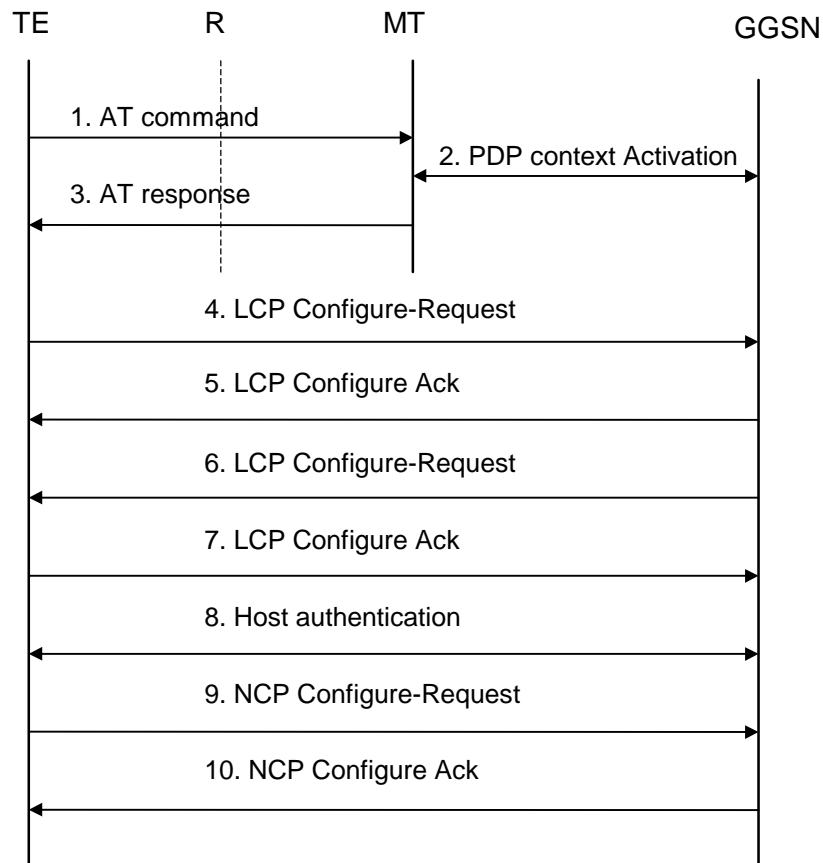 TE R MT GGSN
1. AT command
2. PDP context Activation
3. AT response
4. LCP Configure-Request
5. LCP Configure Ack
6. LCP Configure-Request
7. LCP Configure Ack
8. Host authentication
9. NCP Configure-Request
10. NCP Configure Ack